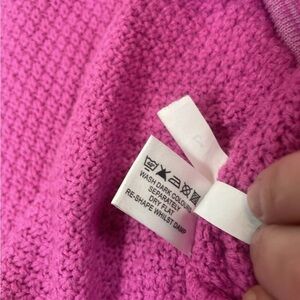 WASH DARK COLOURS
SEPARATELY
DRY FLAT
RE-SHAPE WHILST DAMP